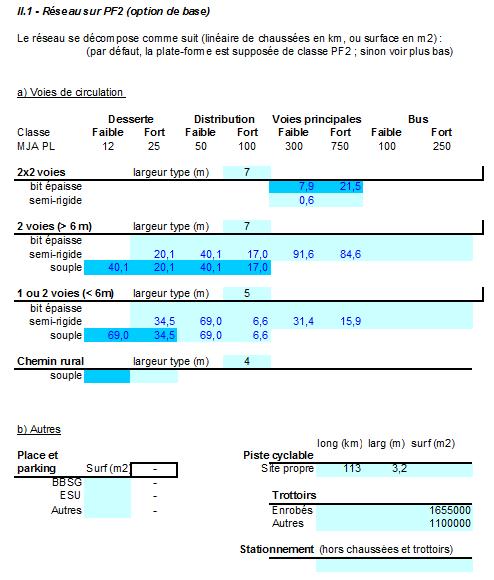 II.1 - Réseau sur PF2 (option de base)
Le réseau se décompose comme suit (linéaire de chaussées en km, ou surface en m2) :
(par défaut, la plate-forme est supposée de classe PF2 ; sinon voir plus bas)
a) Voies de circulation
Desserte Distribution Voies principales Bus
Classe Faible Fort Faible Fort Faible Fort Faible Fort
MJA PL 12 25 50 100 300 750 100 250
2x2 voies largeur type (m) 7
bit épaisse 7,9 21,5
semi-rigide 0,6
2 voies (> 6 m) largeur type (m) 7
bit épaisse
semi-rigide 20,1 40,1 17,0 91,6 84,6
souple 40,1 20,1 40,1 17,0
1 ou 2 voies (< 6m) largeur type (m) 5
bit épaisse
semi-rigide 34,5 69,0 6,6 31,4 15,9
souple 69,0 34,5 69,0 6,6
Chemin rural largeur type (m) 4
souple
b) Autres
long (km) larg (m) surf (m2)
Place et Piste cyclable
parking Surf (m2) - Site propre 113 3,2
BBSG -
ESU - Trottoirs
Autres - Enrobés 1655000
Autres 1100000
Stationnement (hors chaussées et trottoirs)